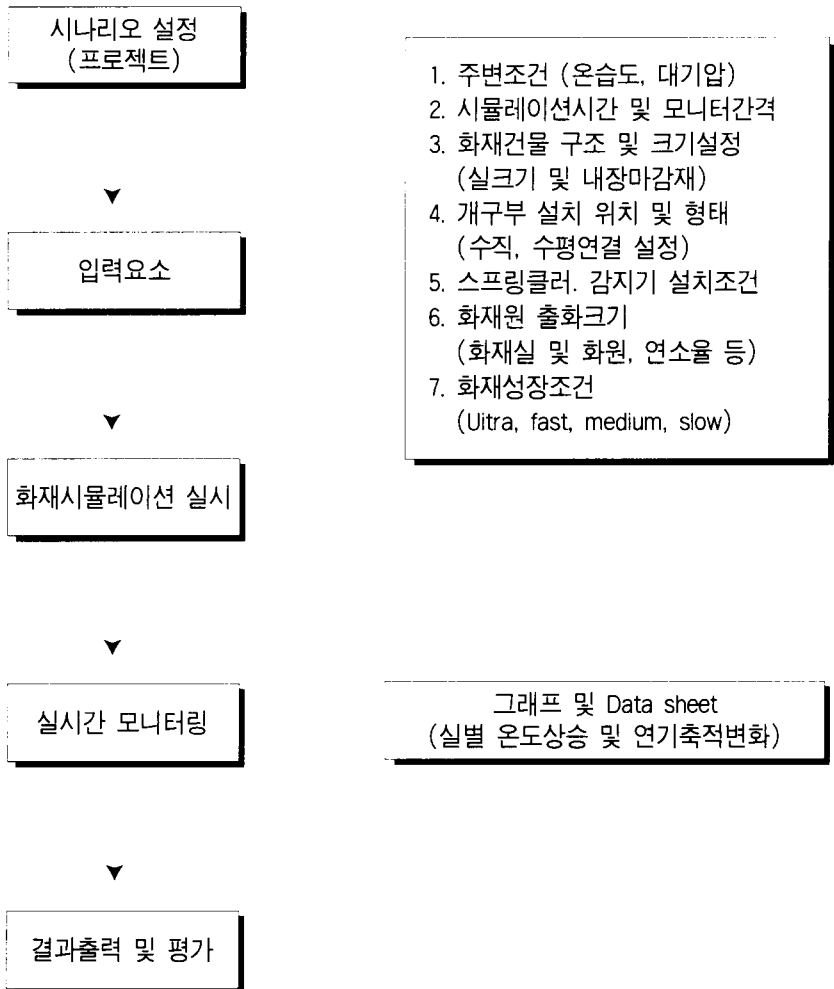 시나리오 설정
(프로젝트)
1. 주변조건 (온습도, 대기압)
2. 시뮬레이션시간 및 모니터간격
3. 화재건물 구조 및 크기설정
(실크기 및 내장마감재)
4. 개구부 설치 위치 및 형태
(수직, 수평연결 설정)
5. 스프링클러. 감지기 설치조건
6. 화재원 출화크기
(화재실 및 화원, 연소율 등)
7. 화재성장조건
(Uitra, fast, medium, slow)
입력요소
화재시뮬레이션 실시
실시간 모니터링
그래프 및 Data sheet
(실별 온도상승 및 연기축적변화)
결과출력 및 평가